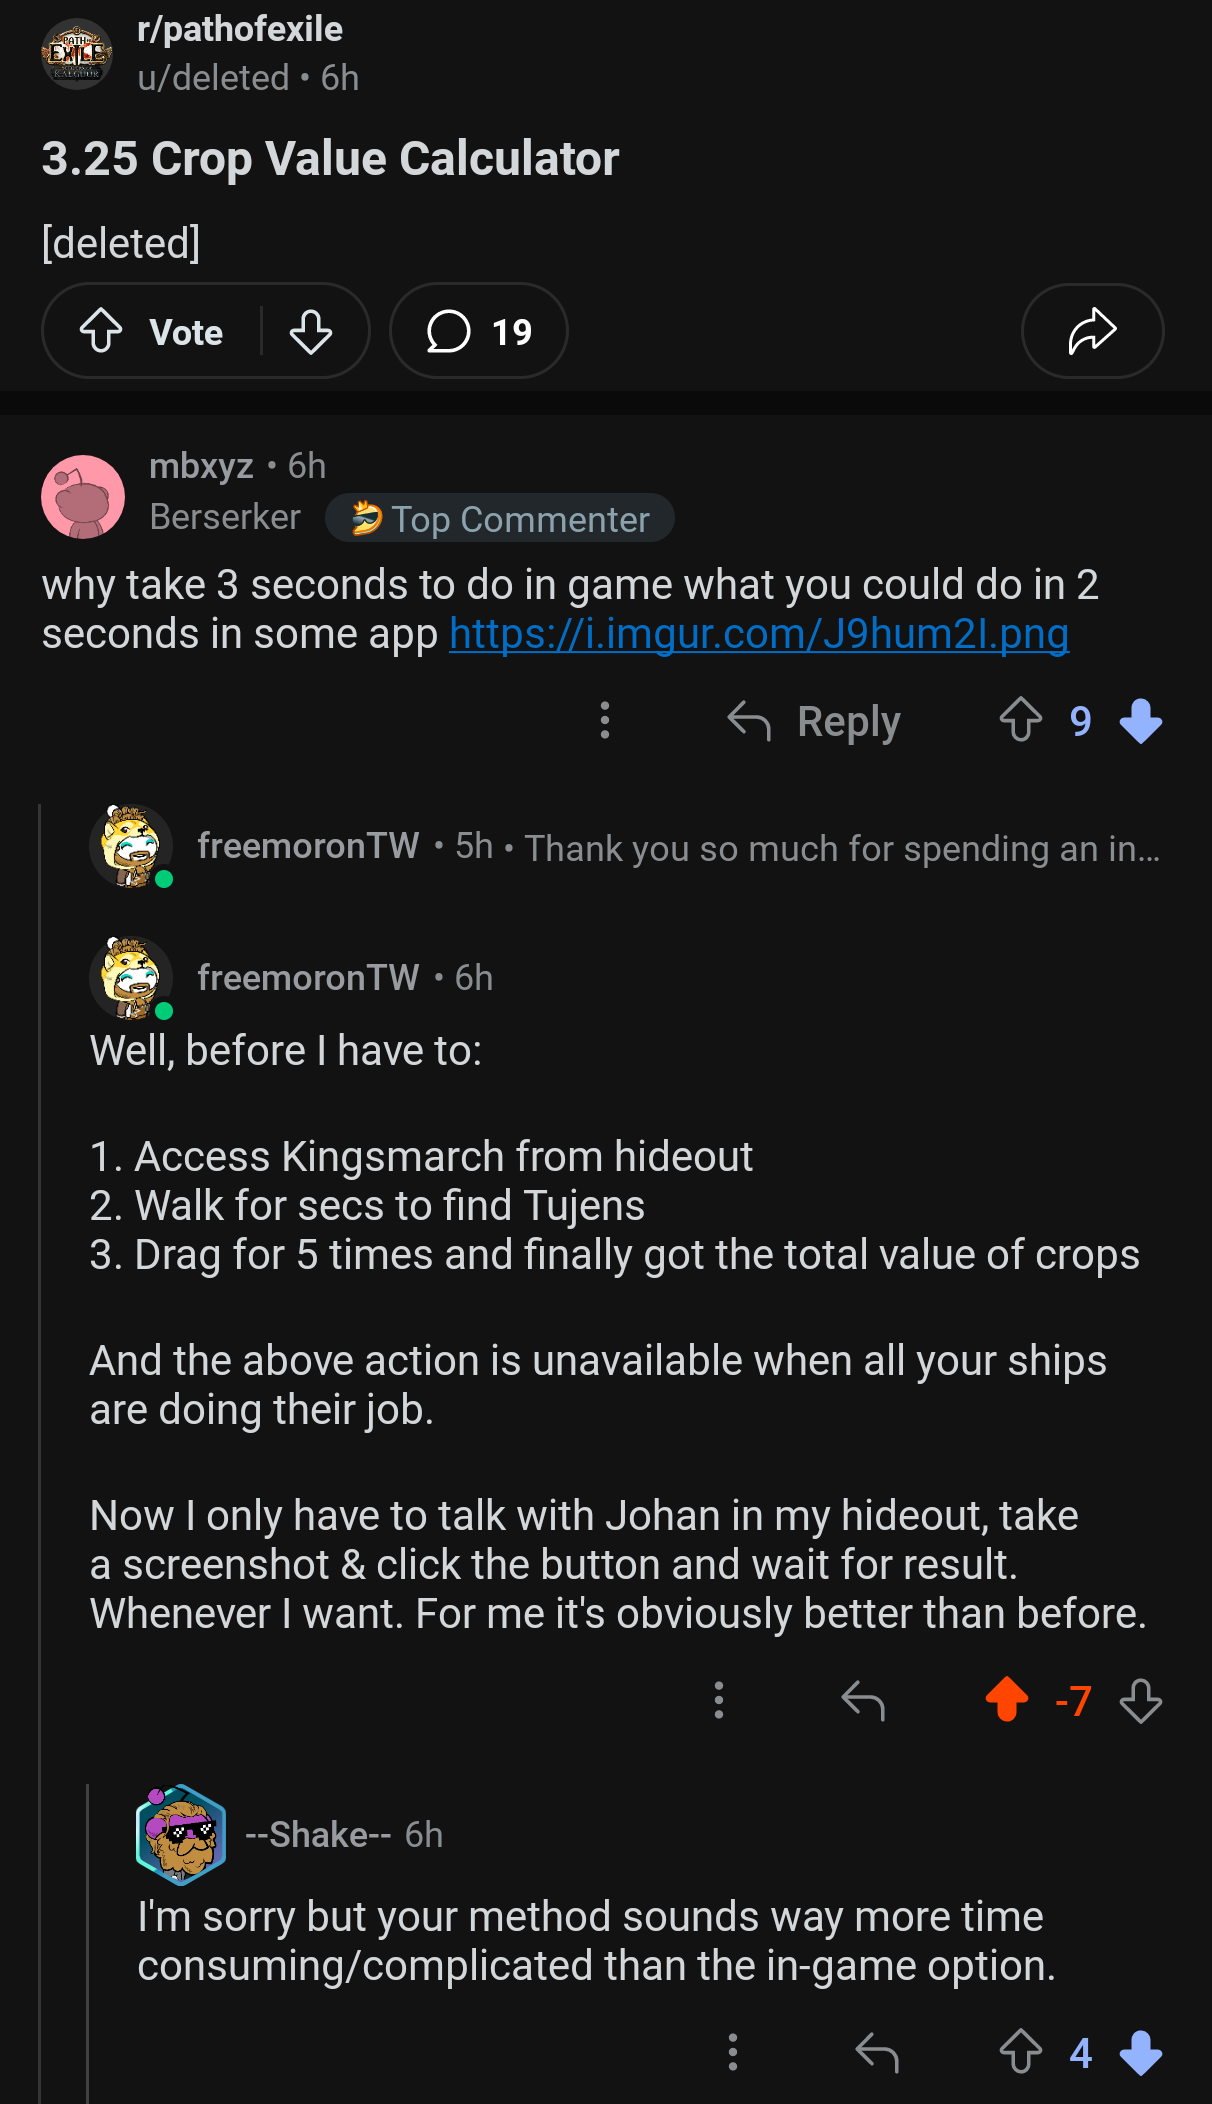 PATH OF
EXILE
KALGUUR
r/pathofexile
u/deleted • 6h
3.25 Crop Value Calculator
[deleted]
Vote
19
mbxyz • 6h
Berserker
Top Commenter
why take 3 seconds to do in game what you could do in 2
seconds in some app https://i.imgur.com/J9hum2I.png
Reply
9
freemoronTW • 5h • Thank you so much for spending an in...
freemoronTW • 6h
Well, before I have to:
1. Access Kingsmarch from hideout
2. Walk for secs to find Tujens
3. Drag for 5 times and finally got the total value of crops
And the above action is unavailable when all your ships
are doing their job.
Now I only have to talk with Johan in my hideout, take
a screenshot & click the button and wait for result.
Whenever I want. For me it's obviously better than before.
-7
--Shake-- 6h
I'm sorry but your method sounds way more time
consuming/complicated than the in-game option.
4